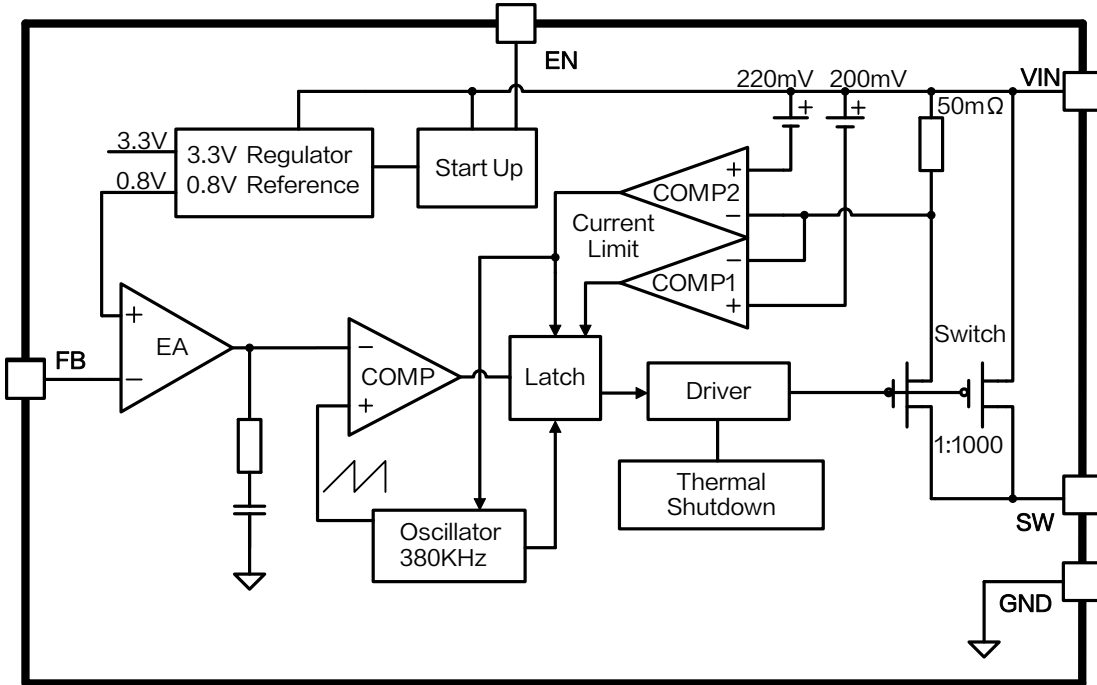 EN
220mV
200mV
VIN
+
+
50mΩ
3.3V
3.3V Regulator
0.8V
0.8V Reference
Start Up
+
COMP2
−
Current
Limit
−
COMP1
+
+
EA
FB
−
−
COMP
+
Latch
Driver
Switch
1:1000
Thermal
Shutdown
Oscillator
380KHz
SW
GND